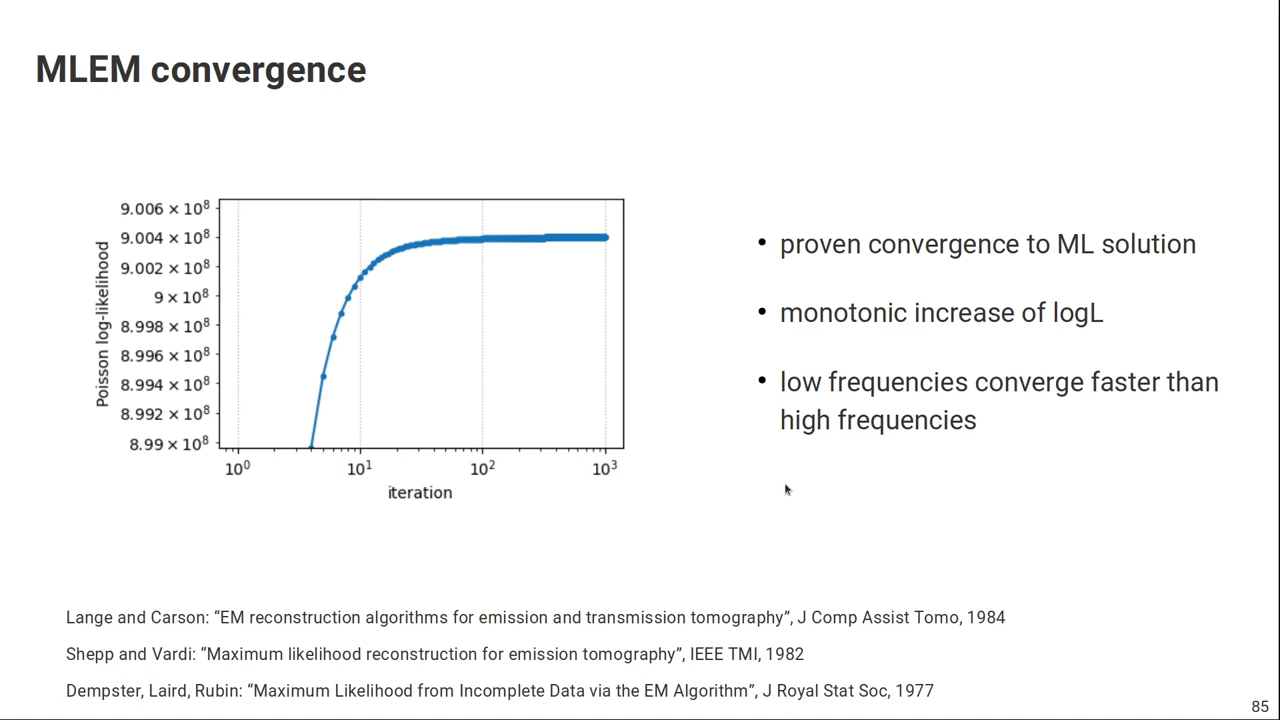 MLEM convergence
9.006 × 10⁸
9.004 × 10⁸
9.002 × 10⁸
9 × 10⁸
8.998 × 10⁸
8.996 × 10⁸
8.994 × 10⁸
8.992 × 10⁸
8.99 × 10⁸
Poisson log-likelihood
10⁰ 10¹ 10² 10³
iteration
• proven convergence to ML solution
• monotonic increase of logL
• low frequencies converge faster than
high frequencies
Lange and Carson: “EM reconstruction algorithms for emission and transmission tomography”, J Comp Assist Tomo, 1984
Shepp and Vardi: “Maximum likelihood reconstruction for emission tomography”, IEEE TMI, 1982
Dempster, Laird, Rubin: “Maximum Likelihood from Incomplete Data via the EM Algorithm”, J Royal Stat Soc, 1977
85